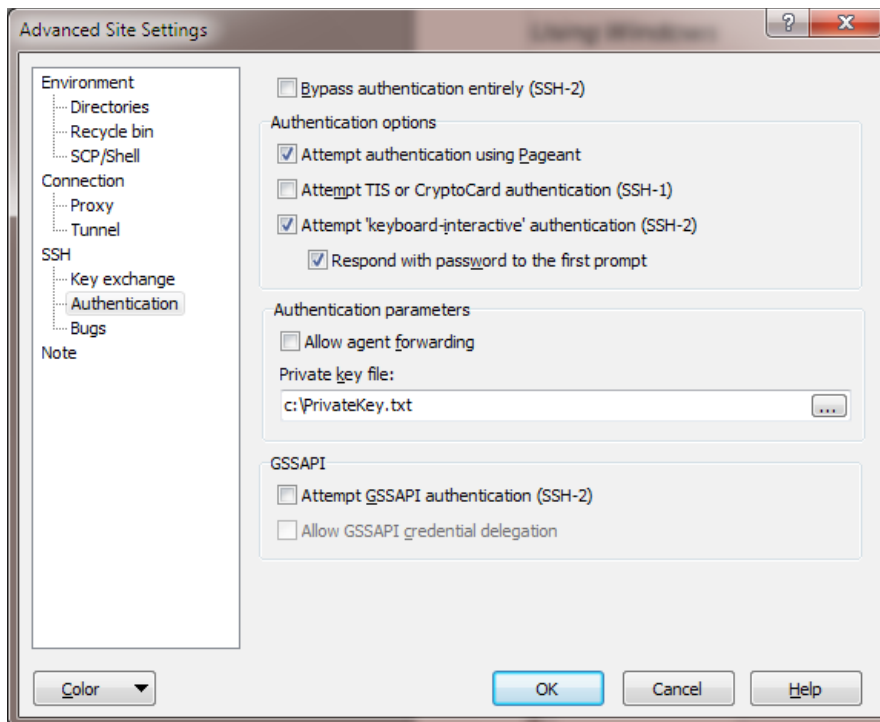 Advanced Site Settings
Using Windows
?
X
Environment
Directories
Recycle bin
SCP/Shell
Connection
Proxy
Tunnel
SSH
Key exchange
Authentication
Bugs
Note
Bypass authentication entirely (SSH-2)
Authentication options
Attempt authentication using Pageant
Attempt TIS or CryptoCard authentication (SSH-1)
Attempt 'keyboard-interactive' authentication (SSH-2)
Respond with password to the first prompt
Authentication parameters
Allow agent forwarding
Private key file:
c:\PrivateKey.txt
...
GSSAPI
Attempt GSSAPI authentication (SSH-2)
Allow GSSAPI credential delegation
Color
OK
Cancel
Help